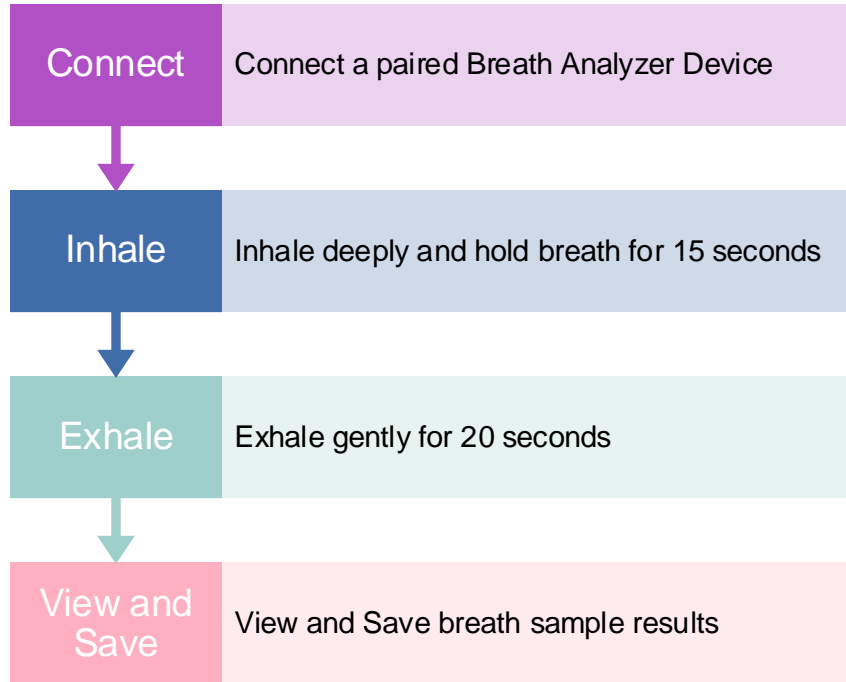 Connect
Connect a paired Breath Analyzer Device
Inhale
Inhale deeply and hold breath for 15 seconds
Exhale
Exhale gently for 20 seconds
View and
Save
View and Save breath sample results